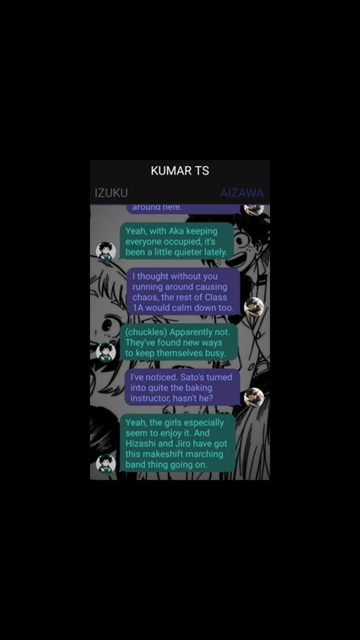 KUMAR TS
IZUKU AIZAWA
around here.
Yeah, with Aka keeping
everyone occupied, it's
been a little quieter lately.
I thought without you
running around causing
chaos, the rest of Class
1A would calm down too.
(chuckles) Apparently not.
They've found new ways
to keep themselves busy.
I've noticed. Sato's turned
into quite the baking
instructor, hasn't he?
Yeah, the girls especially
seem to enjoy it. And
Hizashi and Jiro have got
this makeshift marching
band thing going on.